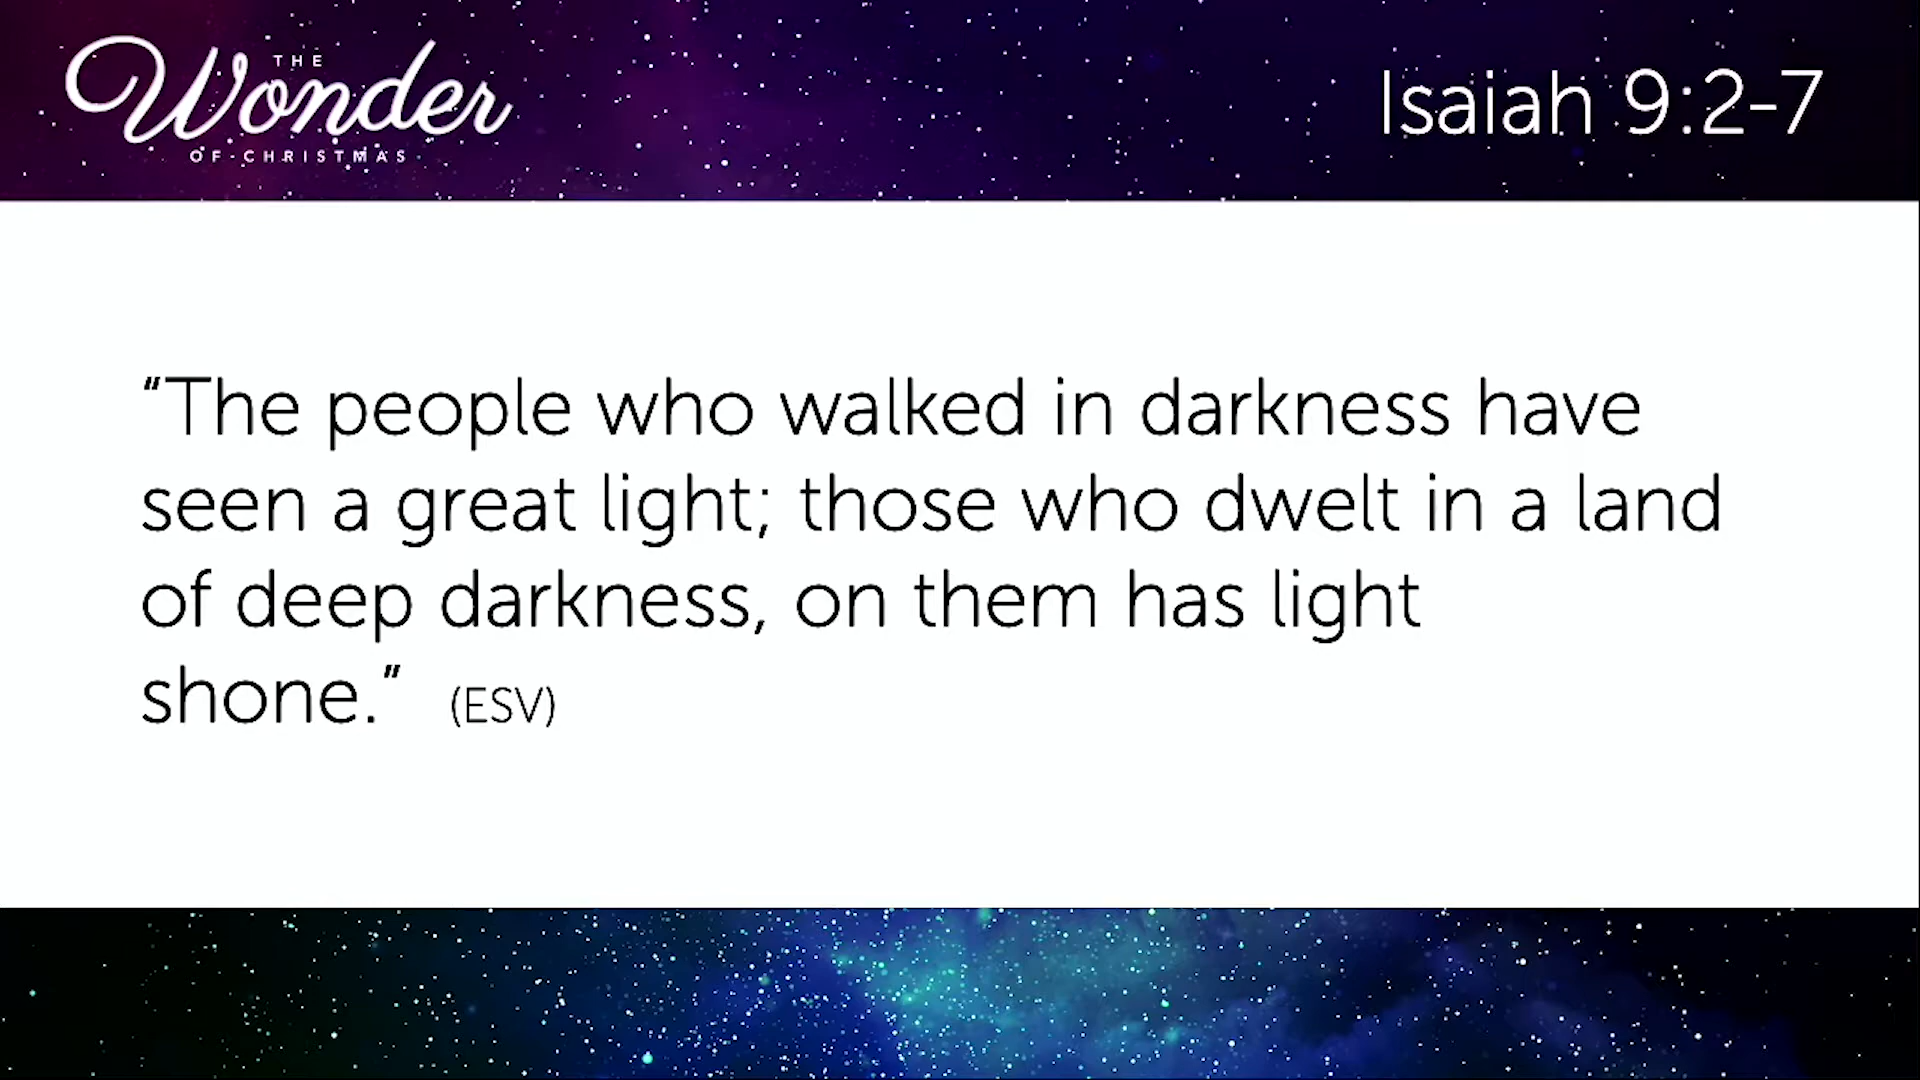 THE
Wonder
OF CHRISTMAS
Isaiah 9:2-7
“The people who walked in darkness have
seen a great light; those who dwelt in a land
of deep darkness, on them has light
shone.” (ESV)